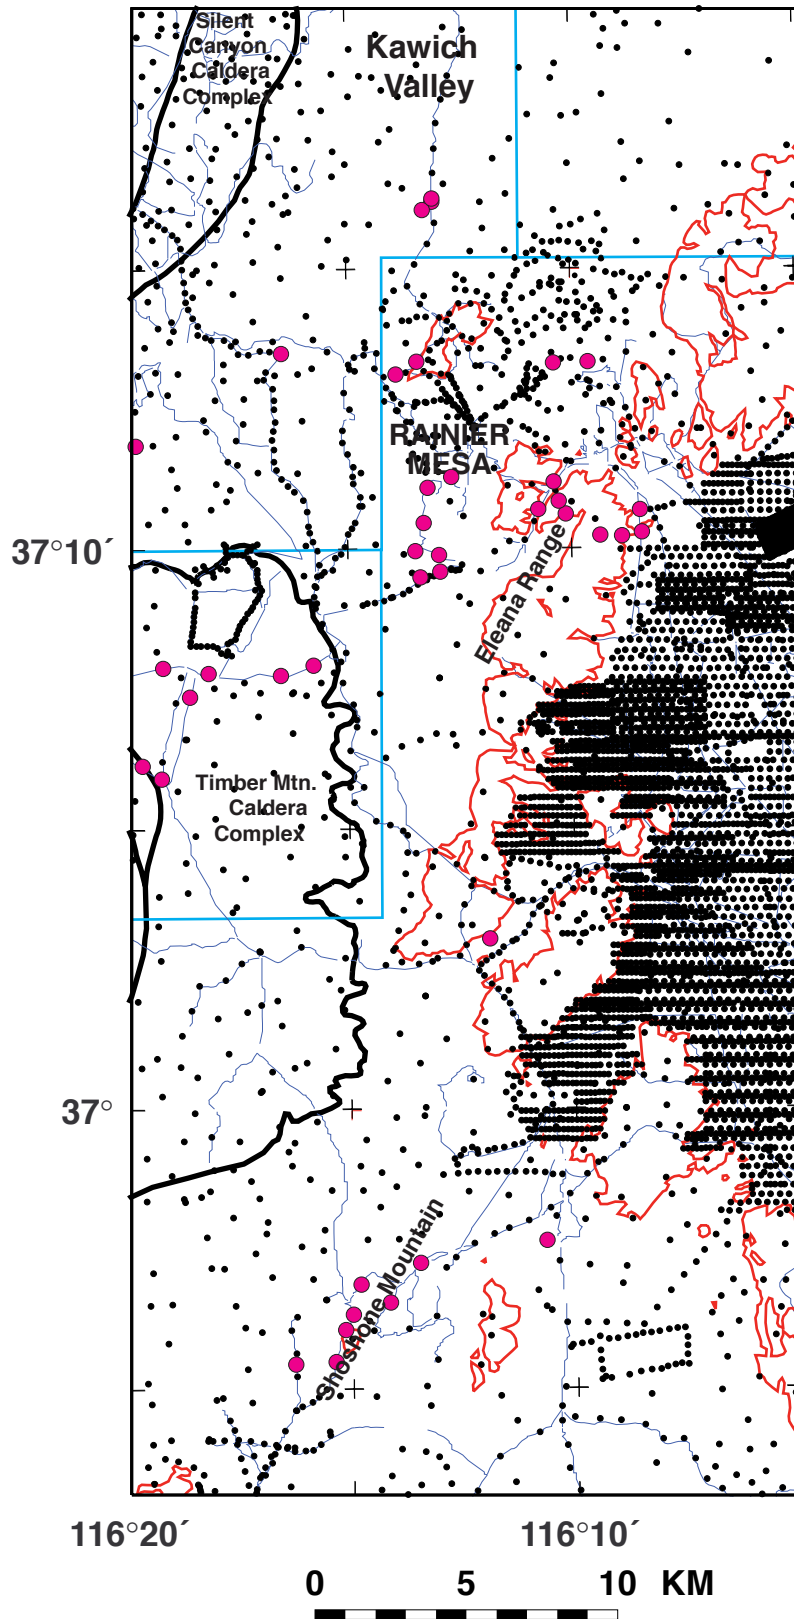 Silent
Canyon
Caldera
Complex
Kawich
Valley
RAINIER
MESA
37°10´
Eleana Range
Timber Mtn.
Caldera
Complex
37°
Shoshone Mountain
116°20´
116°10´
0 5 10 KM